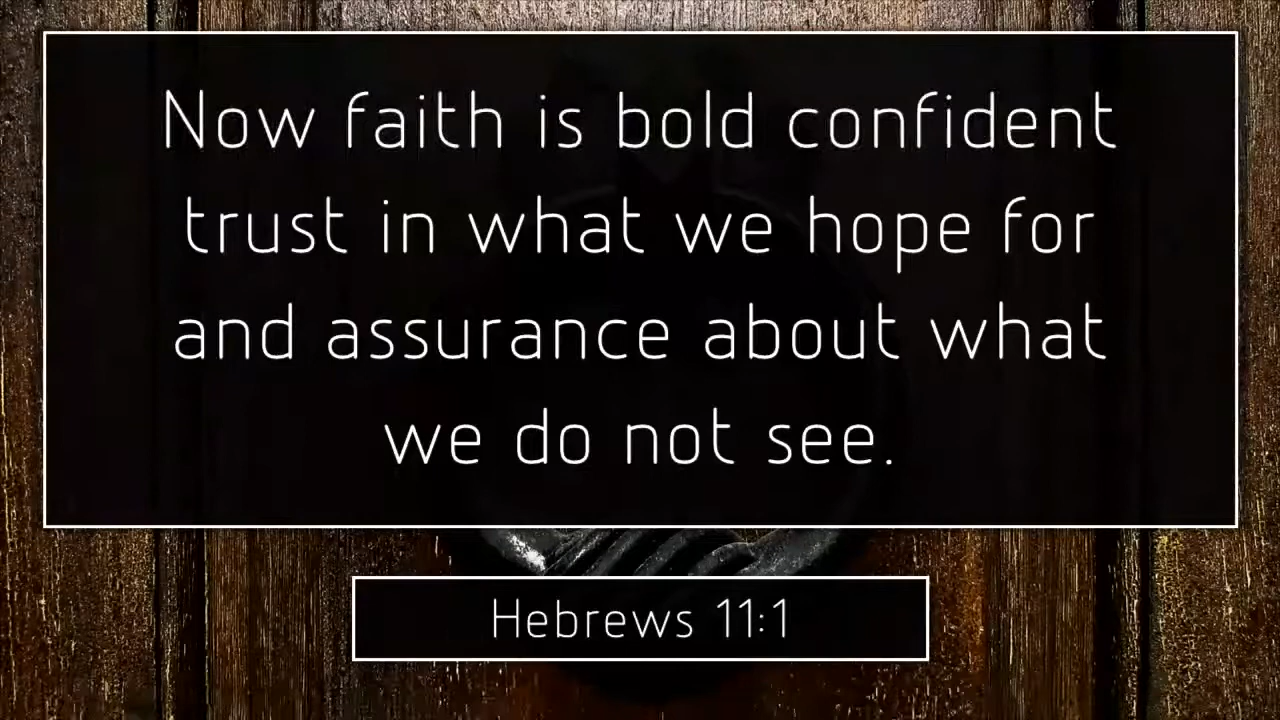 Now faith is bold confident
trust in what we hope for
and assurance about what
we do not see.
Hebrews 11:1